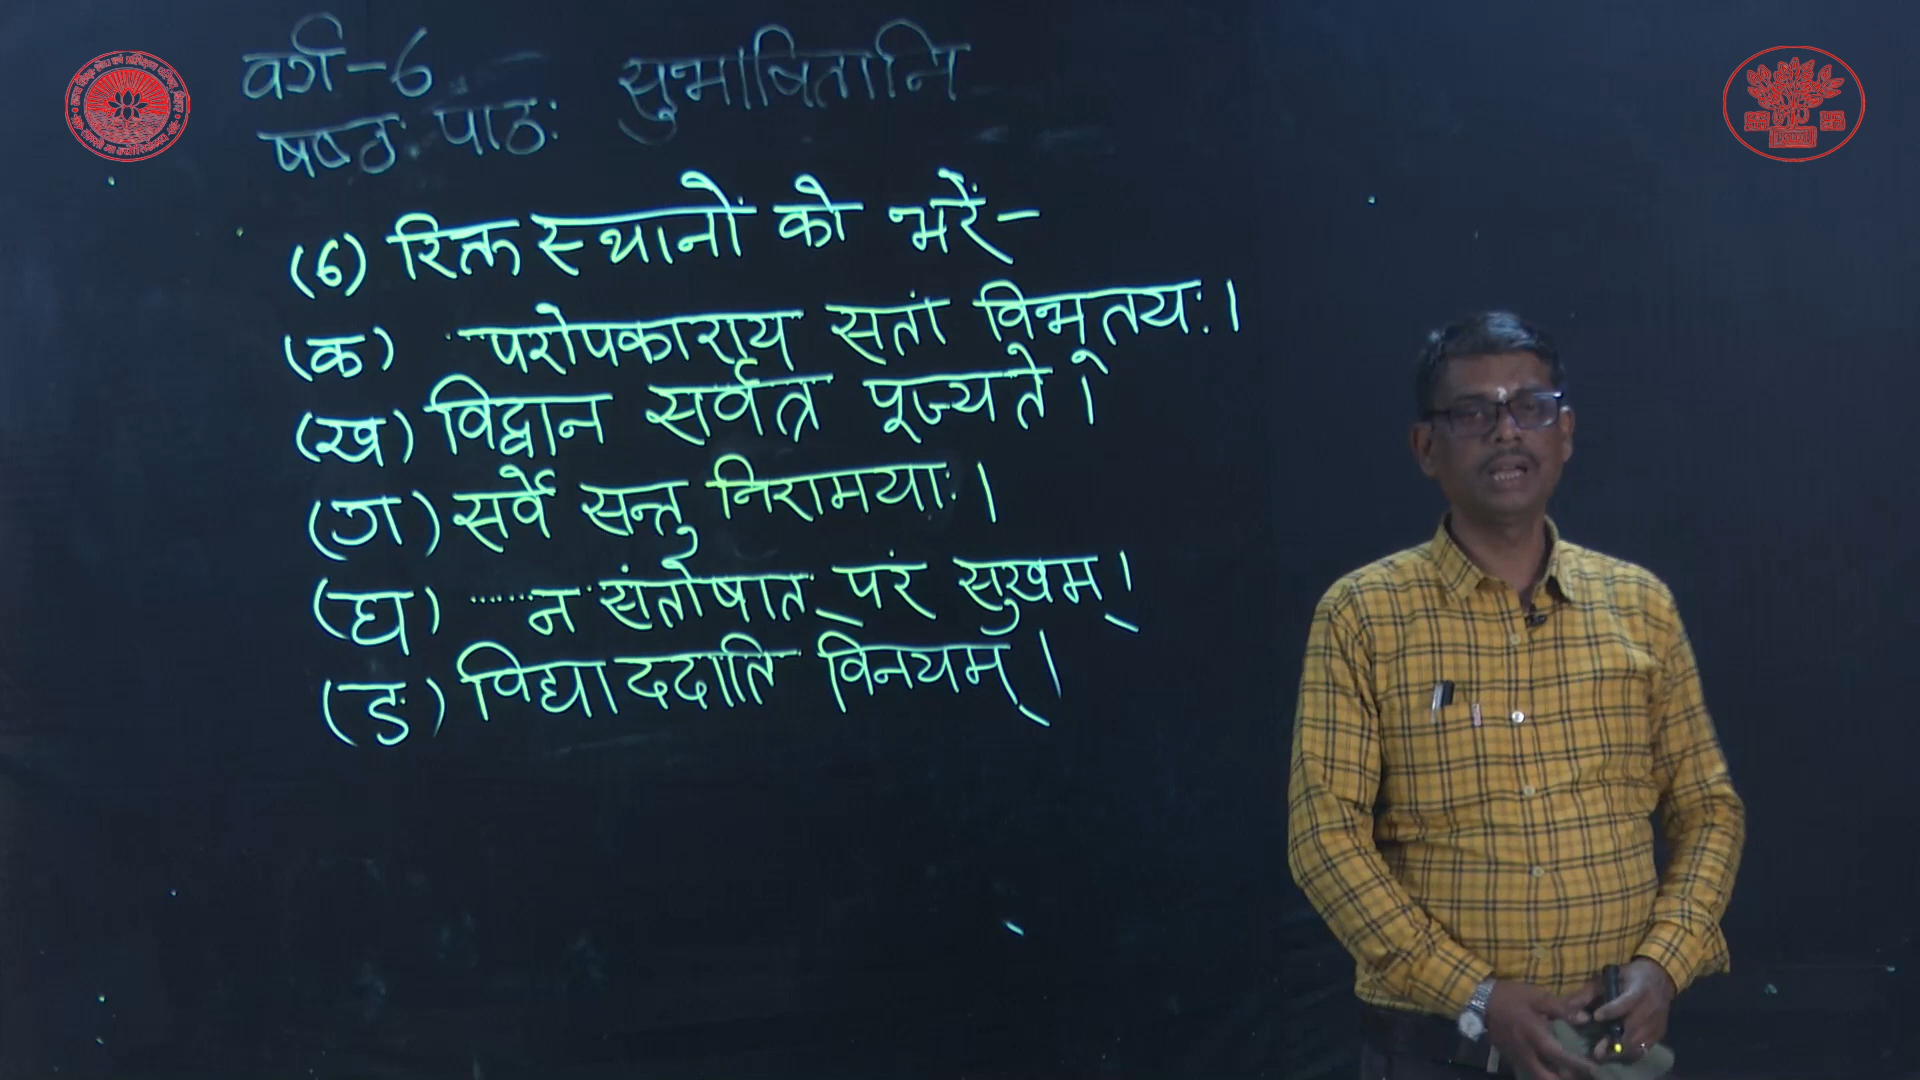 वर्ग-6 सुभाषितानि
षष्ठः पाठः
(6) रिक्त स्थानों को भरें-
(क) ..परोपकाराय सतां विभूतयः।
(ख) विद्वान सर्वत्र पूज्यते।
(ग) सर्वे सन्तु निरामयाः।
(घ) .......न संतोषात् परं सुखम्।
(ङ) विद्या ददाति विनयम्।